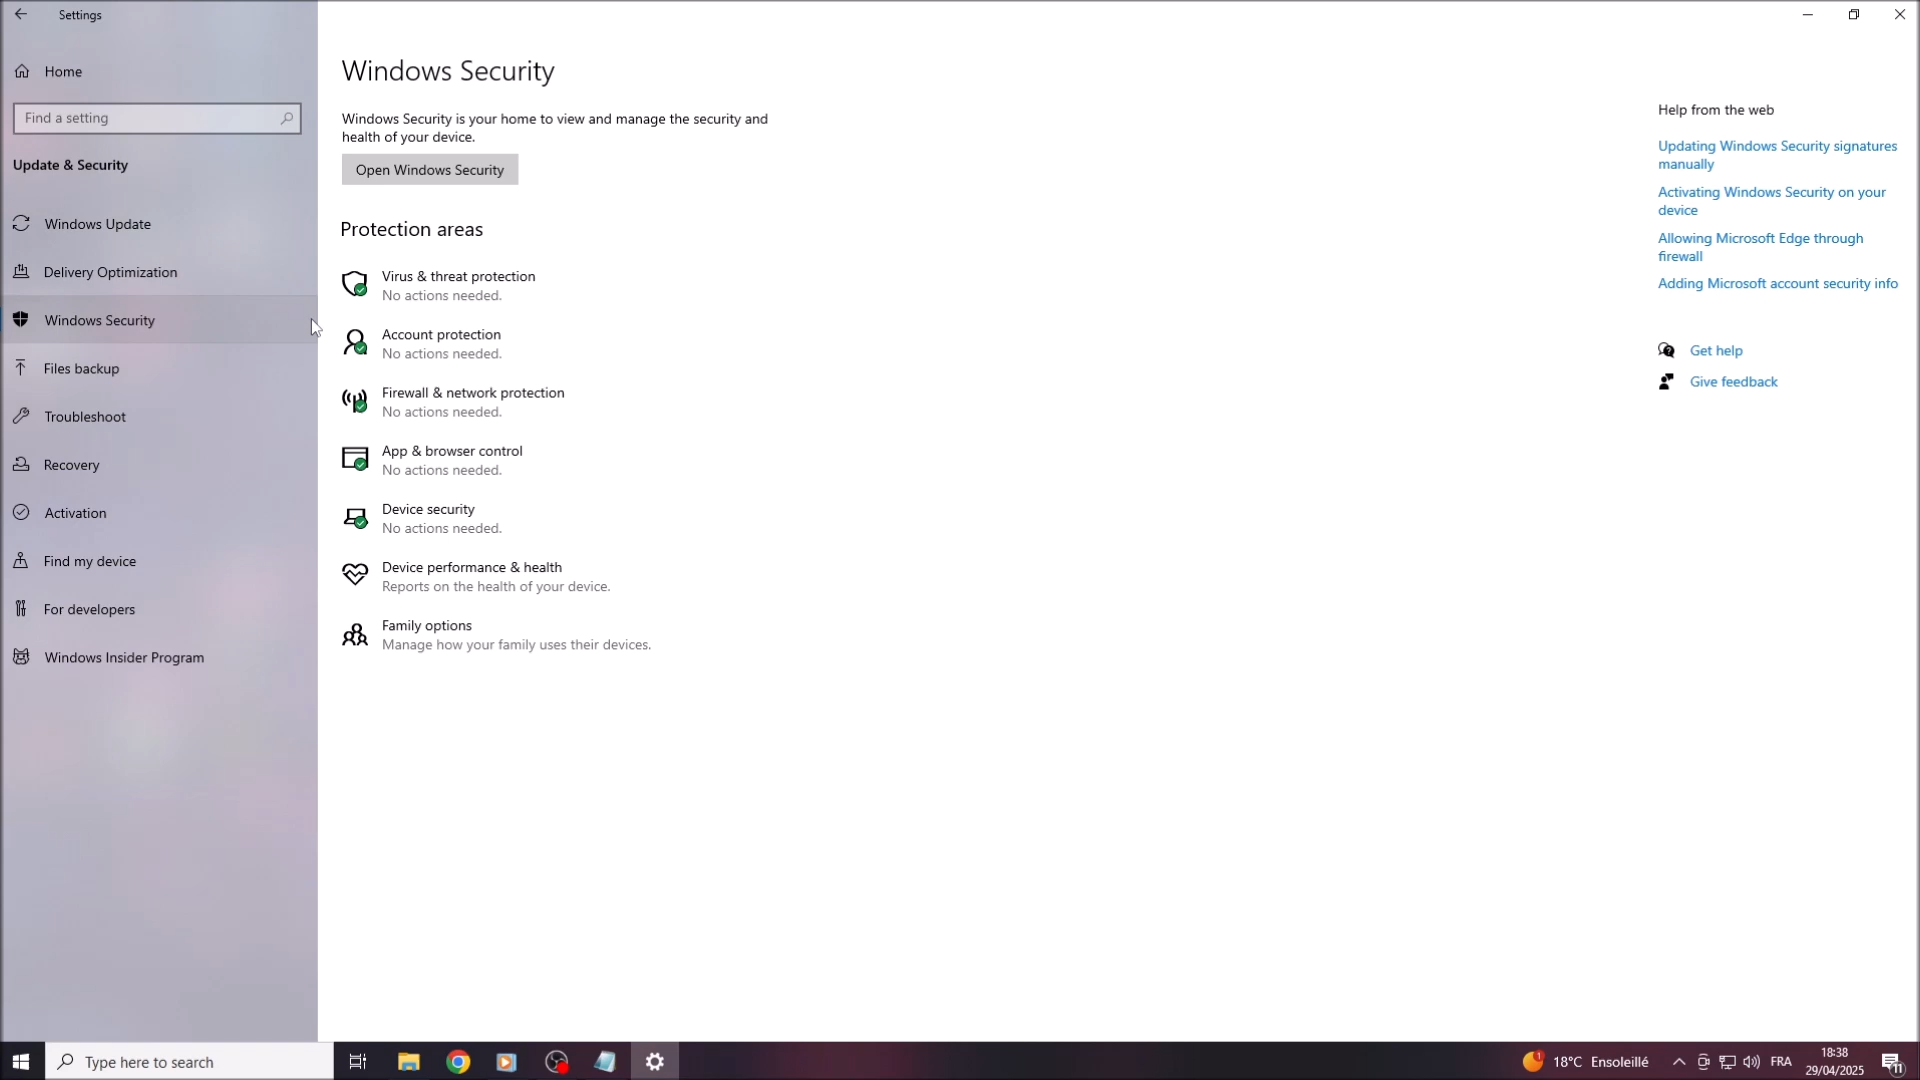 Settings
Home
Find a setting
Update & Security
Windows Update
Delivery Optimization
Windows Security
Files backup
Troubleshoot
Recovery
Activation
Find my device
For developers
Windows Insider Program
Windows Security
Windows Security is your home to view and manage the security and
health of your device.
Open Windows Security
Protection areas
Virus & threat protection
No actions needed.
Account protection
No actions needed.
Firewall & network protection
No actions needed.
App & browser control
No actions needed.
Device security
No actions needed.
Device performance & health
Reports on the health of your device.
Family options
Manage how your family uses their devices.
Help from the web
Updating Windows Security signatures
manually
Activating Windows Security on your
device
Allowing Microsoft Edge through
firewall
Adding Microsoft account security info
Get help
Give feedback
Type here to search
1
18°C Ensoleillé
FRA
18:38
29/04/2025
11